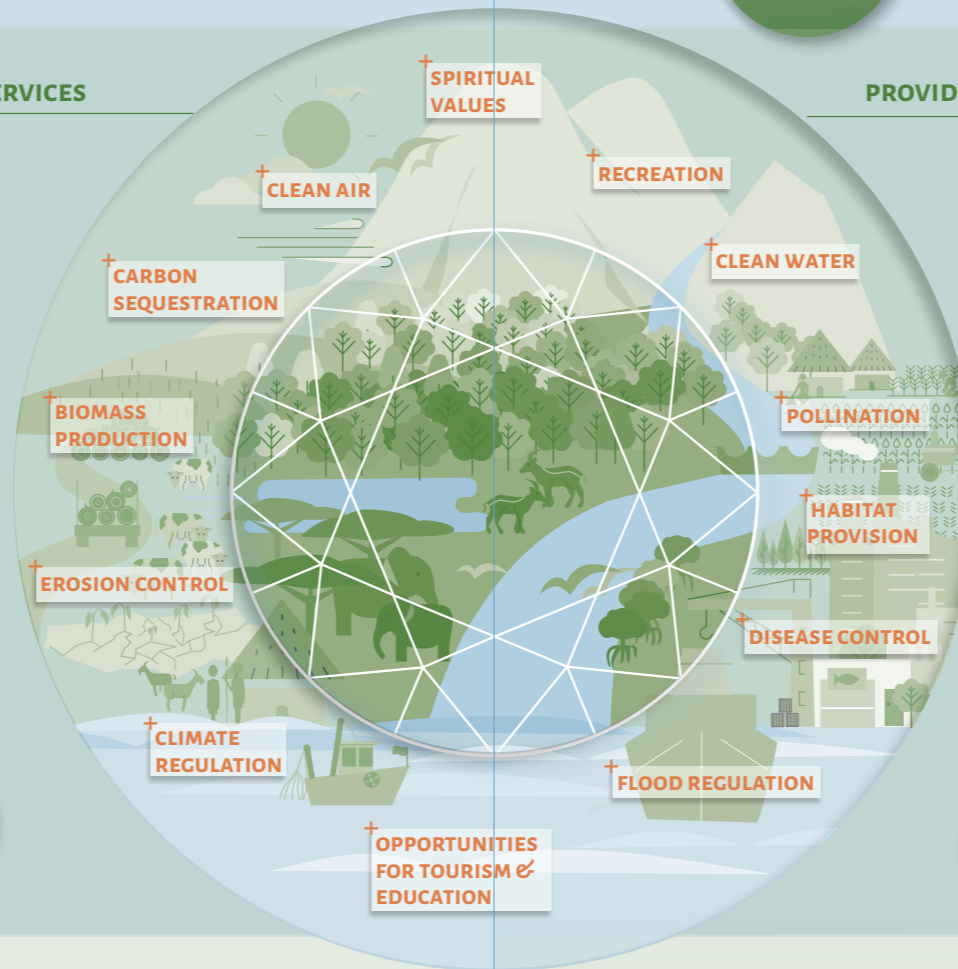 ERVICES
PROVID
SPIRITUAL
VALUES
RECREATION
CLEAN AIR
CLEAN WATER
CARBON
SEQUESTRATION
BIOMASS
PRODUCTION
POLLINATION
HABITAT
PROVISION
EROSION CONTROL
DISEASE CONTROL
CLIMATE
REGULATION
FLOOD REGULATION
OPPORTUNITIES
FOR TOURISM &
EDUCATION